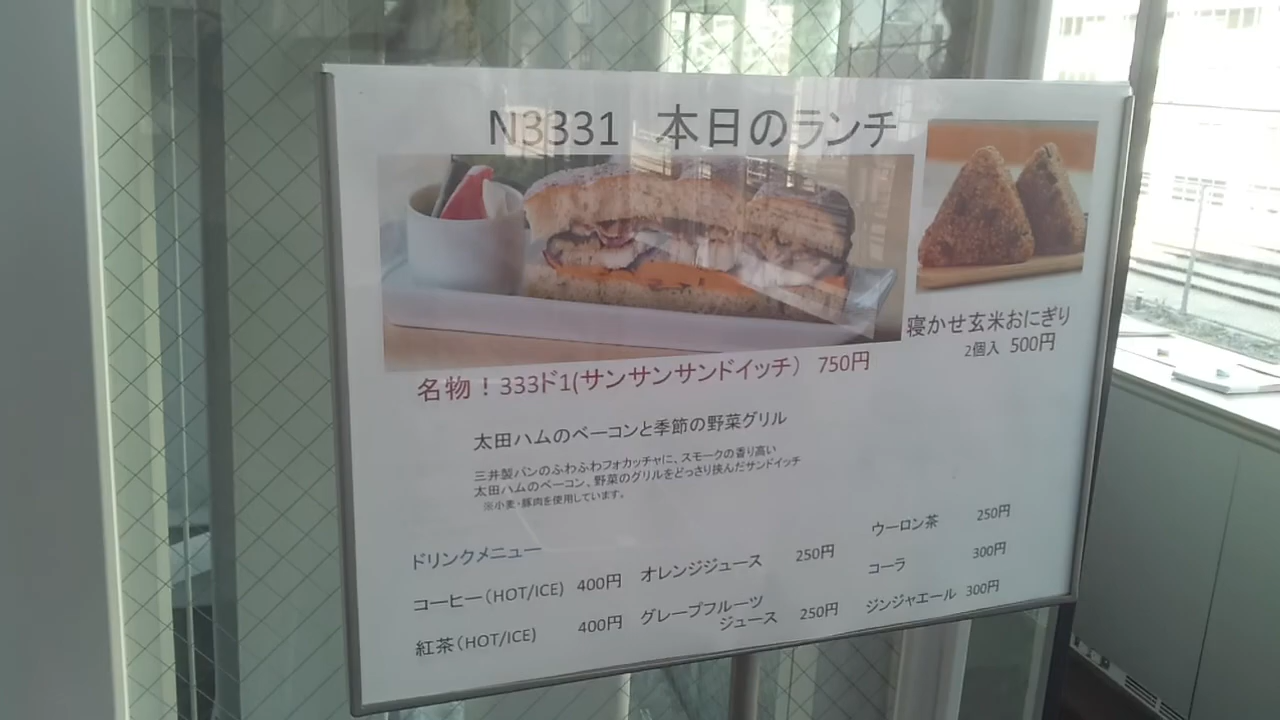 N3331 本日のランチ
寝かせ玄米おにぎり
2個入 500円
名物！333ド1(サンサンサンドイッチ） 750円
太田ハムのベーコンと季節の野菜グリル
三井製パンのふわふわフォカッチャに、スモークの香り高い
太田ハムのベーコン、野菜のグリルをどっさり挟んだサンドイッチ
※小麦・豚肉を使用しています。
ドリンクメニュー
コーヒー（HOT/ICE) 400円
紅茶（HOT/ICE) 400円
オレンジジュース 250円
グレープフルーツ
ジュース 250円
ウーロン茶 250円
コーラ 300円
ジンジャエール 300円